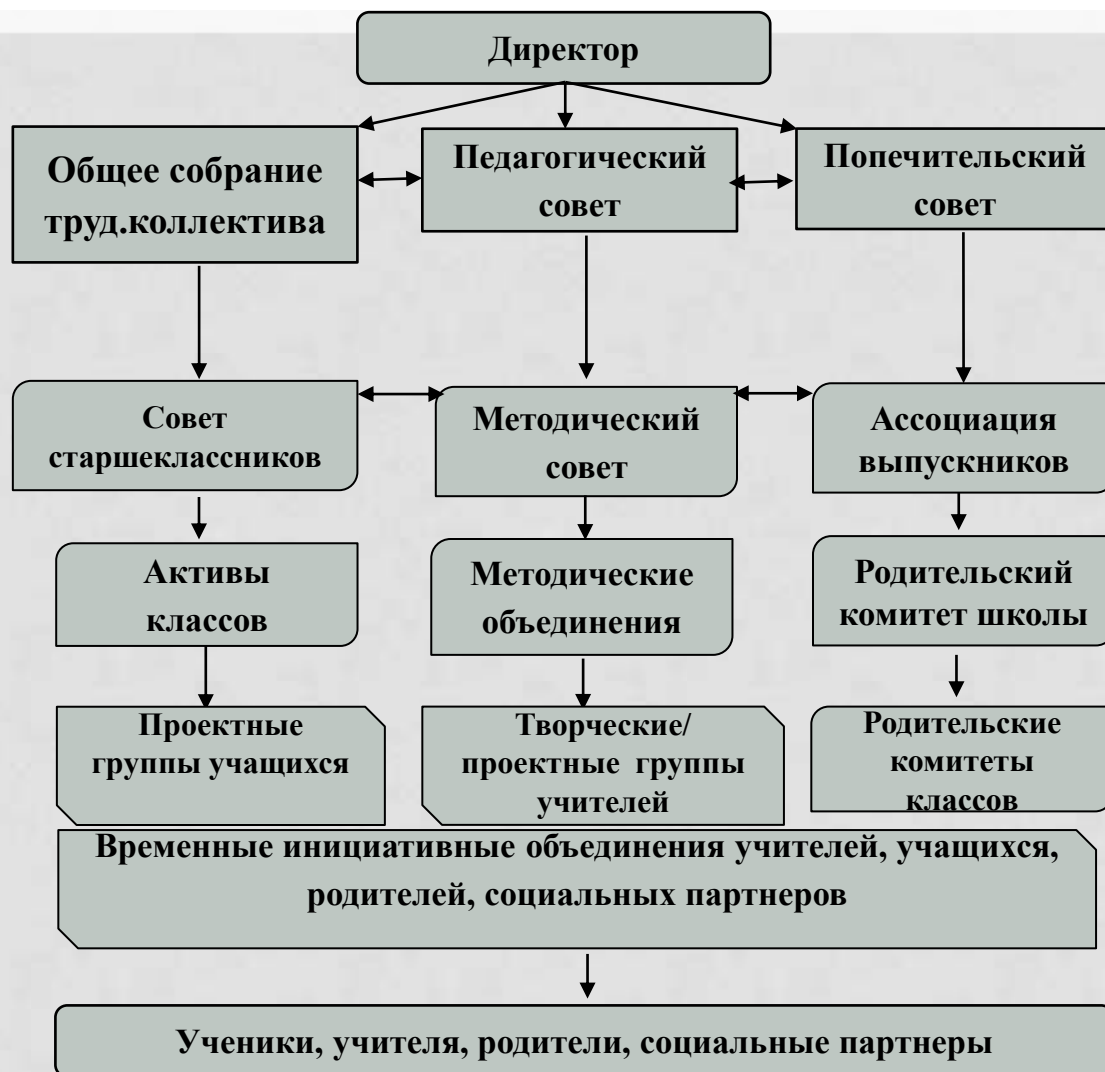 Директор
Общее собрание
труд.коллектива
Педагогический
совет
Попечительский
совет
Совет
старшеклассников
Методический
совет
Ассоциация
выпускников
Активы
классов
Методические
объединения
Родительский
комитет школы
Проектные
группы учащихся
Творческие/
проектные группы
учителей
Родительские
комитеты
классов
Временные инициативные объединения учителей, учащихся,
родителей, социальных партнеров
Ученики, учителя, родители, социальные партнеры